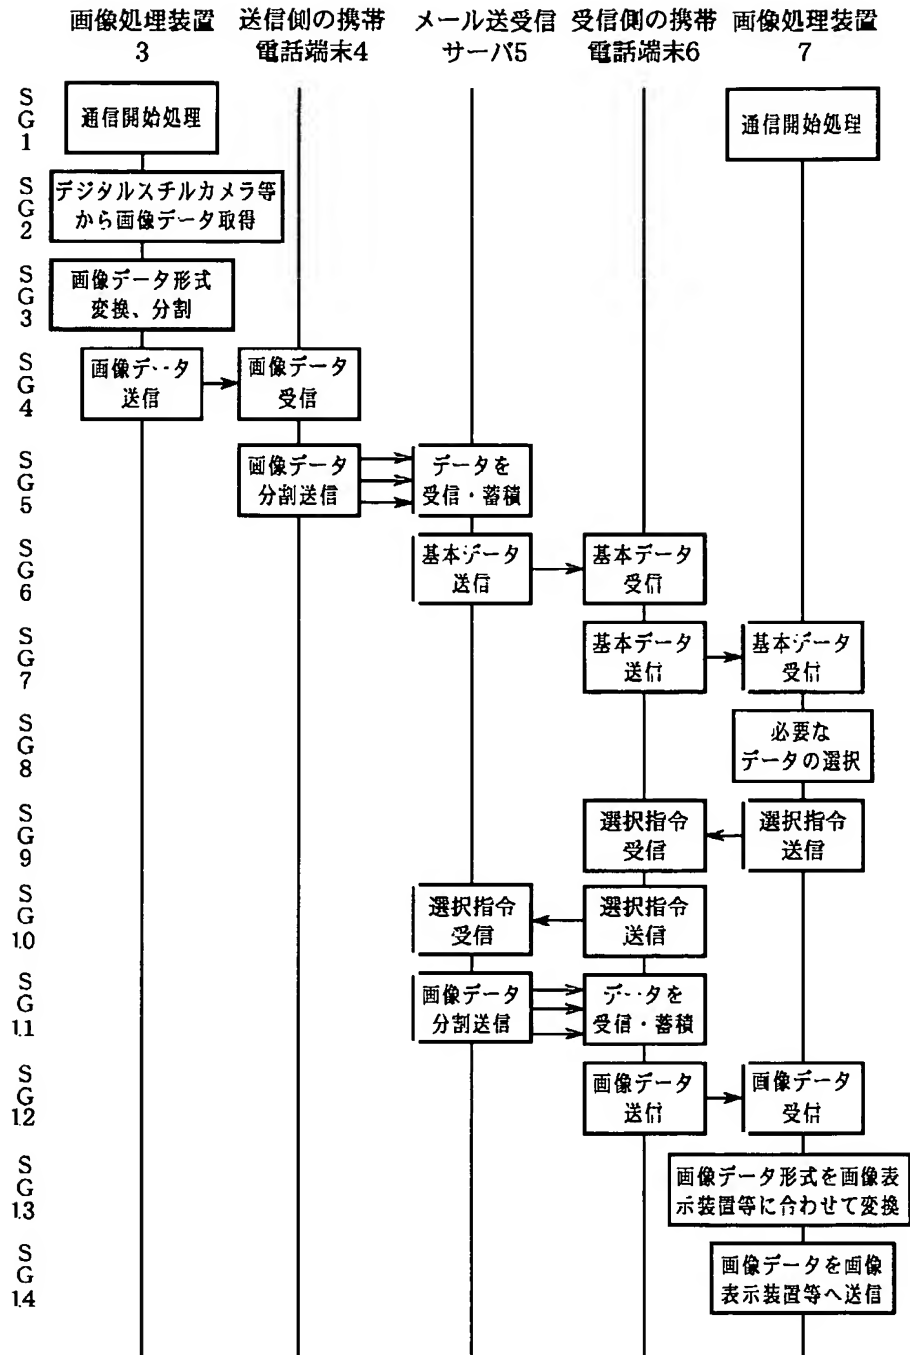 画像処理装置
3
送信側の携帯
電話端末4
メール送受信
サーバ5
受信側の携帯
電話端末6
画像処理装置
7
SG1
通信開始処理
通信開始処理
SG2
デジタルスチルカメラ等
から画像データ取得
SG3
画像データ形式
変換、分割
SG4
画像データ
送信
画像データ
受信
SG5
画像データ
分割送信
データを
受信・蓄積
SG6
基本データ
送信
基本データ
受信
SG7
基本データ
送信
基本データ
受信
SG8
必要な
データの選択
SG9
選択指令
受信
選択指令
送信
SG10
選択指令
受信
選択指令
送信
SG11
画像データ
分割送信
データを
受信・蓄積
SG12
画像データ
送信
画像データ
受信
SG13
画像データ形式を画像表
示装置等に合わせて変換
SG14
画像データを画像
表示装置等へ送信